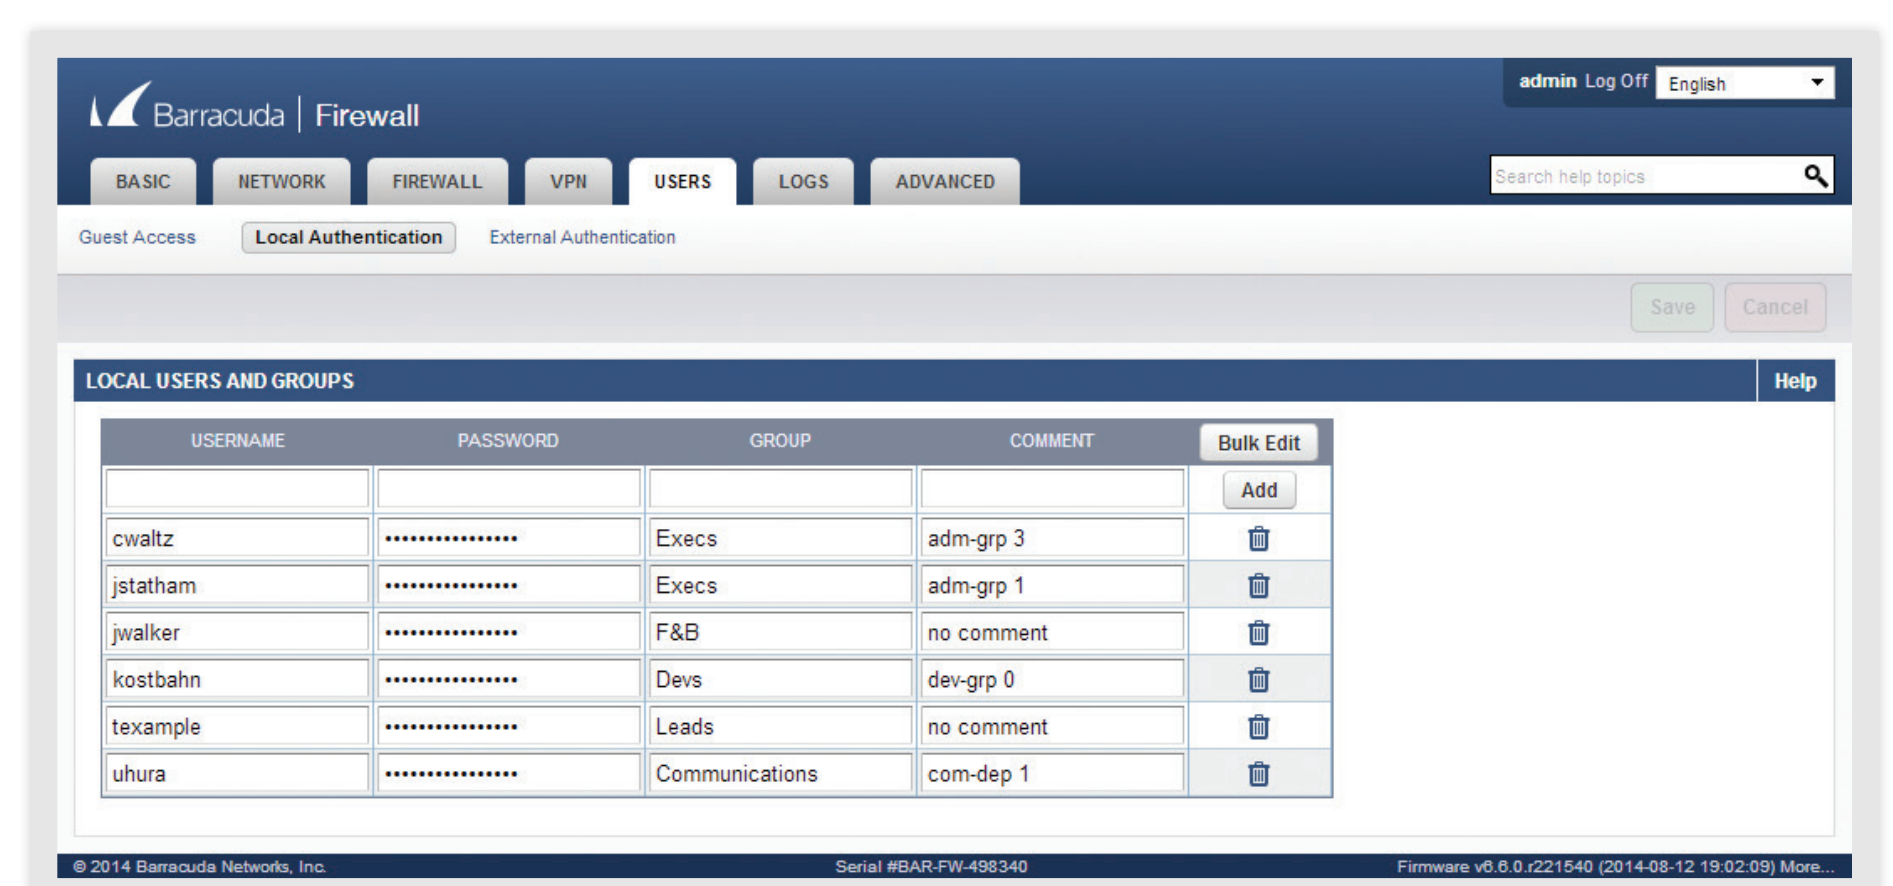 admin Log Off English
Barracuda | Firewall
BASIC NETWORK FIREWALL VPN USERS LOGS ADVANCED Search help topics
Guest Access Local Authentication External Authentication
Save Cancel
LOCAL USERS AND GROUPS Help
USERNAME PASSWORD GROUP COMMENT Bulk Edit
Add
cwaltz •••••••••••••••• Execs adm-grp 3
jstatham •••••••••••••••• Execs adm-grp 1
jwalker •••••••••••••••• F&B no comment
kostbahn •••••••••••••••• Devs dev-grp 0
texample •••••••••••••••• Leads no comment
uhura •••••••••••••••• Communications com-dep 1
© 2014 Barracuda Networks, Inc. Serial #BAR-FW-498340 Firmware v6.6.0.r221540 (2014-08-12 19:02:09) More...